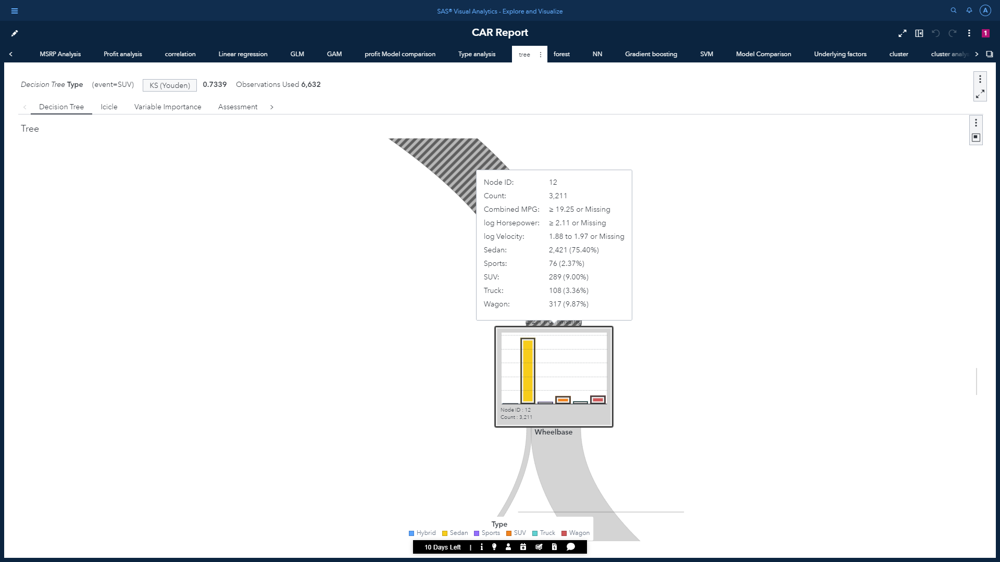 SAS® Visual Analytics - Explore and Visualize
A
CAR Report
1
MSRP Analysis Profit analysis correlation Linear regression GLM GAM profit Model comparison Type analysis tree forest NN Gradient boosting SVM Model Comparison Underlying factors cluster cluster analy
Decision Tree Type (event=SUV) KS (Youden) 0.7339 Observations Used 6,632
Decision Tree Icicle Variable Importance Assessment
Tree
Node ID: 12
Count: 3,211
Combined MPG: ≥ 19.25 or Missing
log Horsepower: ≥ 2.11 or Missing
log Velocity: 1.88 to 1.97 or Missing
Sedan: 2,421 (75.40%)
Sports: 76 (2.37%)
SUV: 289 (9.00%)
Truck: 108 (3.36%)
Wagon: 317 (9.87%)
≥ 2.11 or Missing
Node ID : 12
Count : 3,211
Wheelbase
Type
Hybrid Sedan Sports SUV Truck Wagon
10 Days Left |